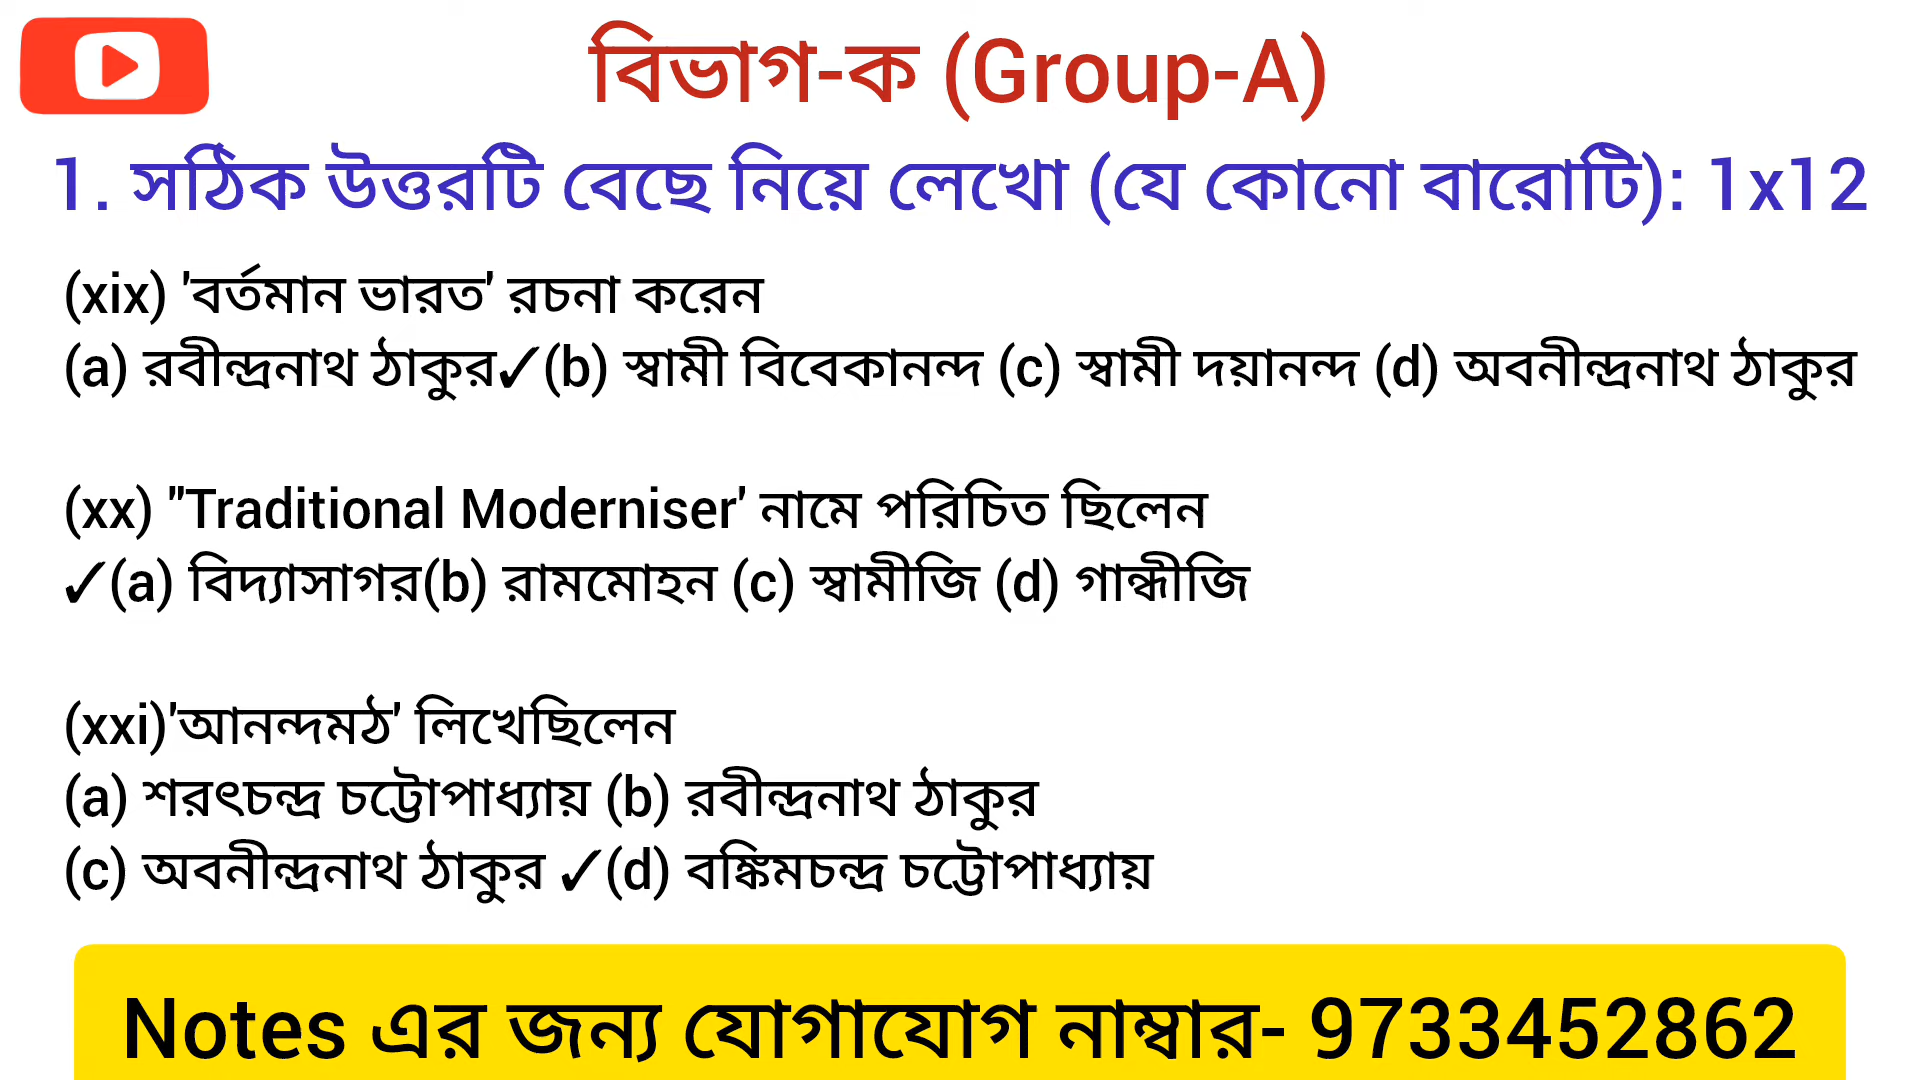 বিভাগ-ক (Group-A)
1. সঠিক উত্তরটি বেছে নিয়ে লেখো (যে কোনো বারোটি): 1x12
(xix) 'বর্তমান ভারত' রচনা করেন
(a) রবীন্দ্রনাথ ঠাকুর✓(b) স্বামী বিবেকানন্দ (c) স্বামী দয়ানন্দ (d) অবনীন্দ্রনাথ ঠাকুর
(xx) "Traditional Moderniser' নামে পরিচিত ছিলেন
✓(a) বিদ্যাসাগর(b) রামমোহন (c) স্বামীজি (d) গান্ধীজি
(xxi)'আনন্দমঠ' লিখেছিলেন
(a) শরৎচন্দ্র চট্টোপাধ্যায় (b) রবীন্দ্রনাথ ঠাকুর
(c) অবনীন্দ্রনাথ ঠাকুর ✓(d) বঙ্কিমচন্দ্র চট্টোপাধ্যায়
Notes এর জন্য যোগাযোগ নাম্বার- 9733452862